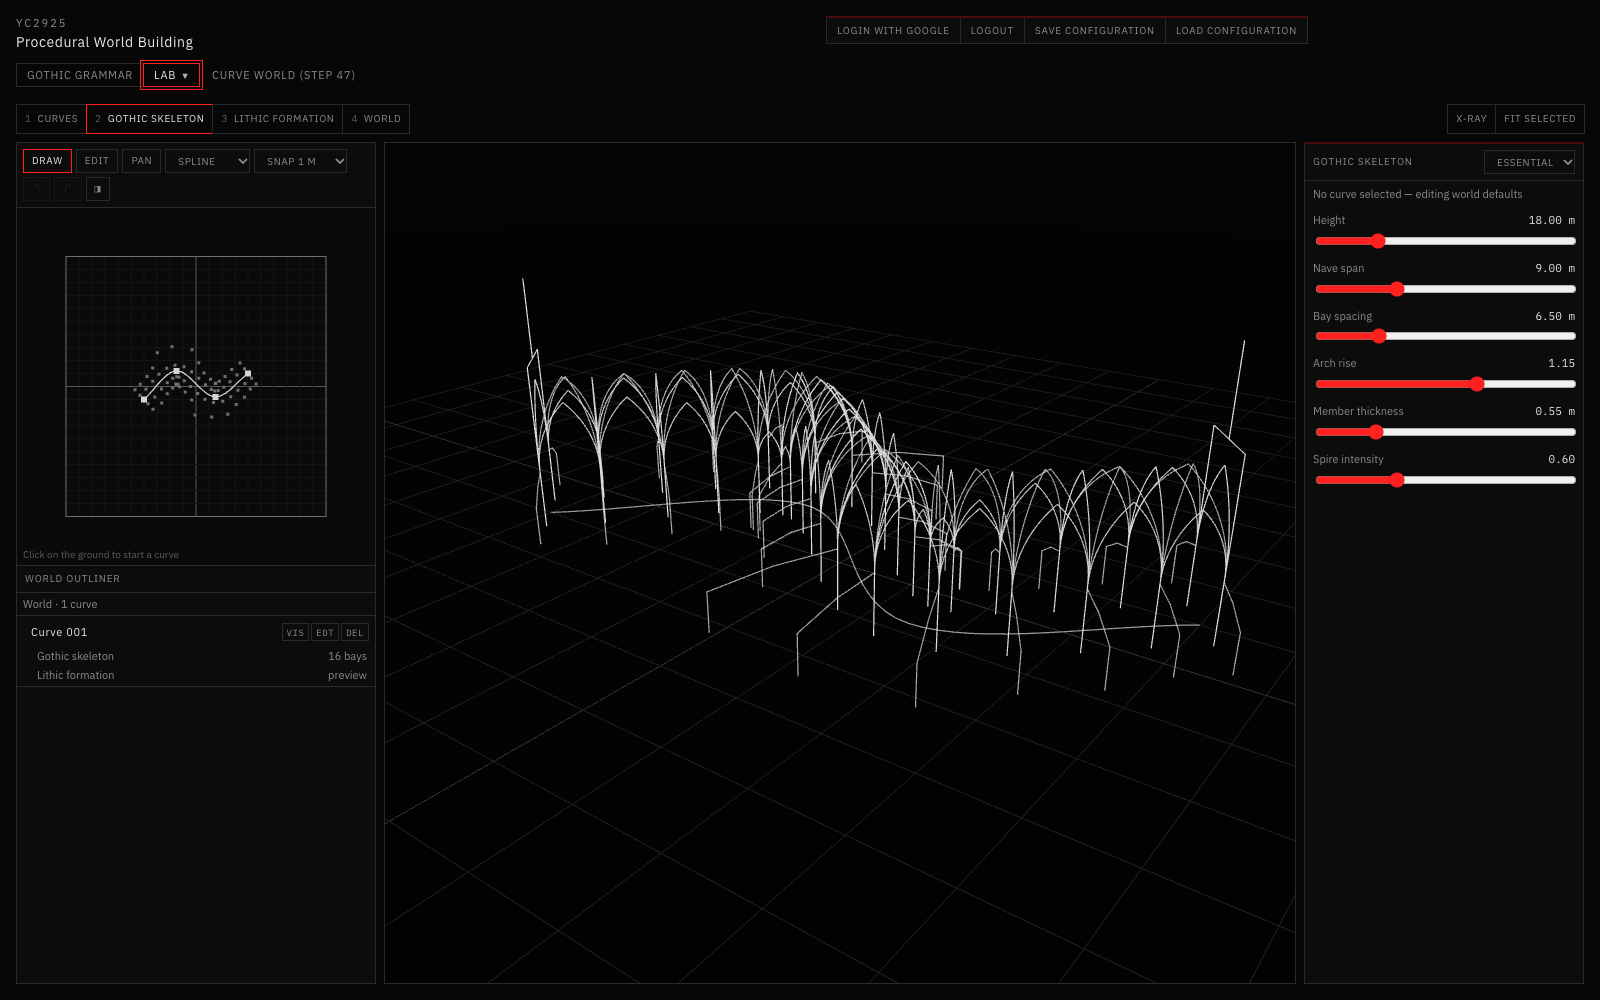 YC2925
Procedural World Building
LOGIN WITH GOOGLE LOGOUT SAVE CONFIGURATION LOAD CONFIGURATION
GOTHIC GRAMMAR LAB ▾ CURVE WORLD (STEP 47)
1 CURVES 2 GOTHIC SKELETON 3 LITHIC FORMATION 4 WORLD
X-RAY FIT SELECTED
DRAW EDIT PAN SPLINE SNAP 1 M
Click on the ground to start a curve
WORLD OUTLINER
World · 1 curve
Curve 001 VIS EDT DEL
Gothic skeleton 16 bays
Lithic formation preview
GOTHIC SKELETON ESSENTIAL
No curve selected — editing world defaults
Height 18.00 m
Nave span 9.00 m
Bay spacing 6.50 m
Arch rise 1.15
Member thickness 0.55 m
Spire intensity 0.60